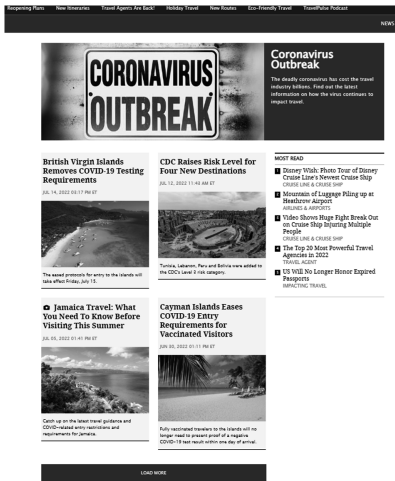 Reopening Plans New Itineraries Travel Agents Are Back! Holiday Travel New Routes Eco-Friendly Travel TravelPulse Podcast
NEWS
CORONAVIRUS
OUTBREAK
Coronavirus
Outbreak
The deadly coronavirus has cost the travel
industry billions. Find out the latest
information on how the virus continues to
impact travel.
British Virgin Islands
Removes COVID-19 Testing
Requirements
JUL 14, 2022 03:17 PM ET
The eased protocols for entry to the islands will
take effect Friday, July 15.
CDC Raises Risk Level for
Four New Destinations
JUL 12, 2022 11:40 AM ET
Tunisia, Lebanon, Peru and Bolivia were added to
the CDC's Level 3 risk category.
MOST READ
1 Disney Wish: Photo Tour of Disney
Cruise Line's Newest Cruise Ship
CRUISE LINE & CRUISE SHIP
2 Mountain of Luggage Piling up at
Heathrow Airport
AIRLINES & AIRPORTS
3 Video Shows Huge Fight Break Out
on Cruise Ship Injuring Multiple
People
CRUISE LINE & CRUISE SHIP
4 The Top 20 Most Powerful Travel
Agencies in 2022
TRAVEL AGENT
5 US Will No Longer Honor Expired
Passports
IMPACTING TRAVEL
Jamaica Travel: What
You Need To Know Before
Visiting This Summer
JUL 05, 2022 01:41 PM ET
Catch up on the latest travel guidance and
COVID-related entry restrictions and
requirements for Jamaica.
Cayman Islands Eases
COVID-19 Entry
Requirements for
Vaccinated Visitors
JUN 30, 2022 01:11 PM ET
Fully vaccinated travelers to the islands will no
longer need to present proof of a negative
COVID-19 test result within one day of arrival.
LOAD MORE